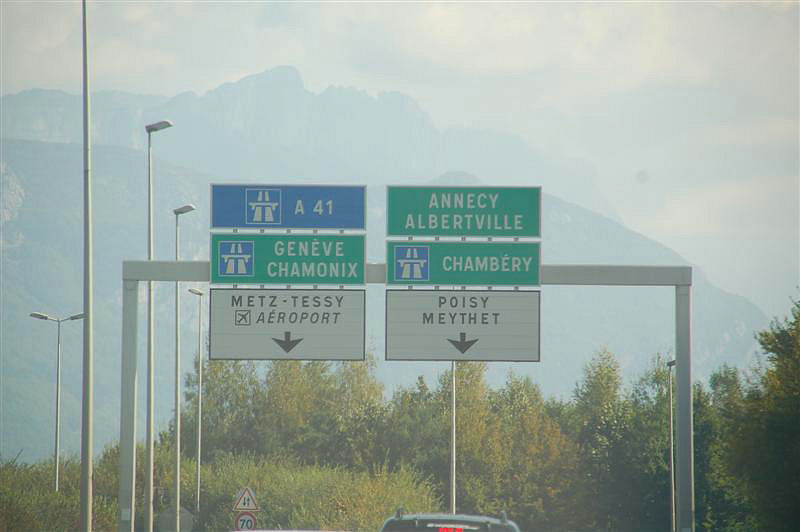 A 41
GENÈVE
CHAMONIX
METZ-TESSY
AÉROPORT
ANNECY
ALBERTVILLE
CHAMBÉRY
POISY
MEYTHET
70